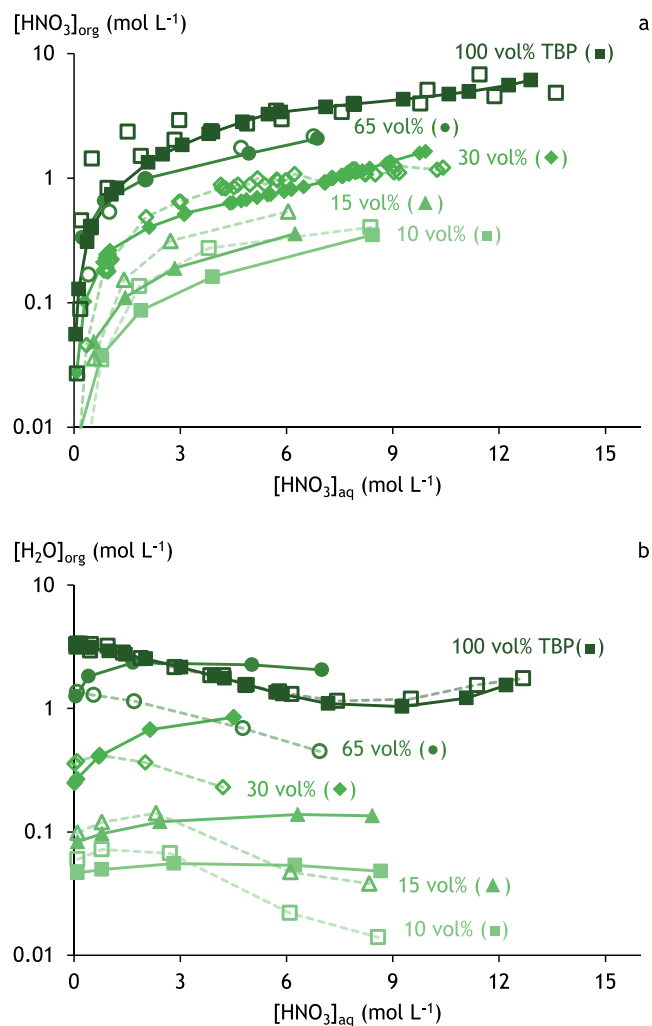 [HNO₃]org (mol L⁻¹) a
10
100 vol% TBP (■)
65 vol% (●)
30 vol% (◆)
1
15 vol% (▲)
10 vol% (■)
0.1
0.01
0 3 6 9 12 15
[HNO₃]aq (mol L⁻¹)
[H₂O]org (mol L⁻¹) b
10
100 vol% TBP(■)
1
65 vol% (●)
30 vol% (◆)
0.1
15 vol% (▲)
10 vol% (■)
0.01
0 3 6 9 12 15
[HNO₃]aq (mol L⁻¹)